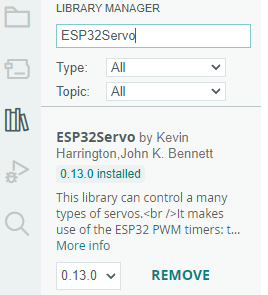 LIBRARY MANAGER
ESP32Servo
Type: All
Topic: All
ESP32Servo by Kevin
Harrington,John K. Bennett
0.13.0 installed
This library can control a many
types of servos.<br />It makes
use of the ESP32 PWM timers: t...
More info
0.13.0 REMOVE